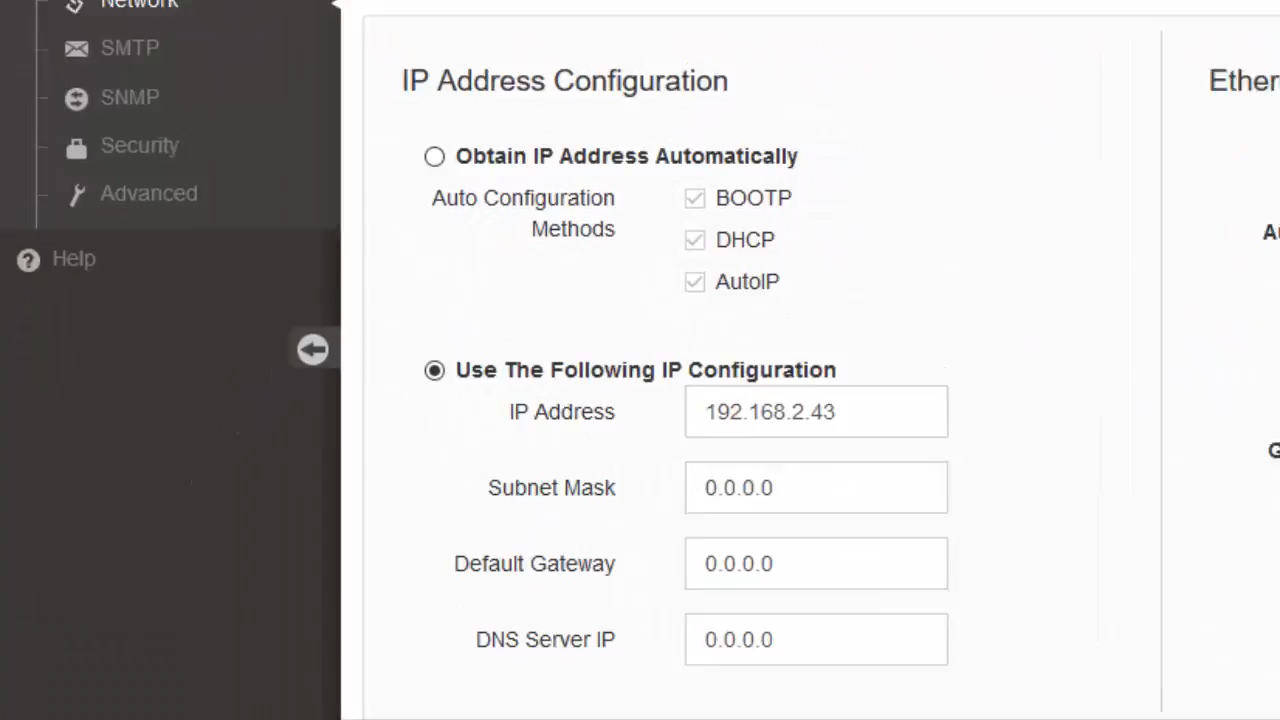 Network
SMTP
SNMP
Security
Advanced
Help
IP Address Configuration
Obtain IP Address Automatically
Auto Configuration
Methods
BOOTP
DHCP
AutoIP
Use The Following IP Configuration
IP Address
192.168.2.43
Subnet Mask
0.0.0.0
Default Gateway
0.0.0.0
DNS Server IP
0.0.0.0